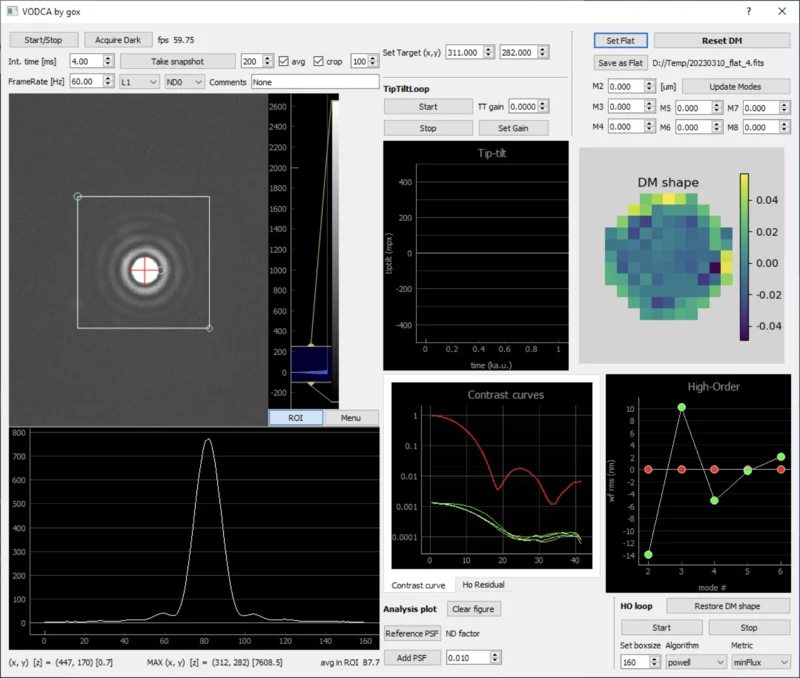 VODCA by gox
Start/Stop Acquire Dark fps 59.75
Int. time [ms] 4.00 Take snapshot 200 avg crop 100
FrameRate [Hz] 60.00 L1 ND0 Comments None
2600
2400
2200
2000
1800
1600
1400
1200
1000
800
600
400
200
0
-200
ROI Menu
800
700
600
500
400
300
200
100
0
0 20 40 60 80 100 120 140 160
(x, y) [z] = (447, 170) [0.7] MAX (x, y) [z] = (312, 282) [7608.5] avg in ROI 87.7
Set Target (x,y) 311.000 282.000
TipTiltLoop
Start TT gain 0.0000
Stop Set Gain
Tip-tilt
400
200
0
-200
-400
tiptilt (mpx)
0 0.2 0.4 0.6 0.8 1
time (ka.u.)
Contrast curves
1
0.1
0.01
0.001
0.0001
0 10 20 30 40
Contrast curve Ho Residual
Analysis plot Clear figure
Reference PSF ND factor
Add PSF 0.010
Set Flat Reset DM
Save as Flat D://Temp/20230310_flat_4.fits
M2 0.000 [um] Update Modes
M3 0.000 M5 0.000 M7 0.000
M4 0.000 M6 0.000 M8 0.000
DM shape
0.04
0.02
0.00
-0.02
-0.04
High-Order
10
8
6
4
2
0
-2
-4
-6
-8
-10
-12
-14
wf rms (nm)
2 3 4 5 6
mode #
HO loop Restore DM shape
Start Stop
Set boxsize Algorithm Metric
160 powell minFlux